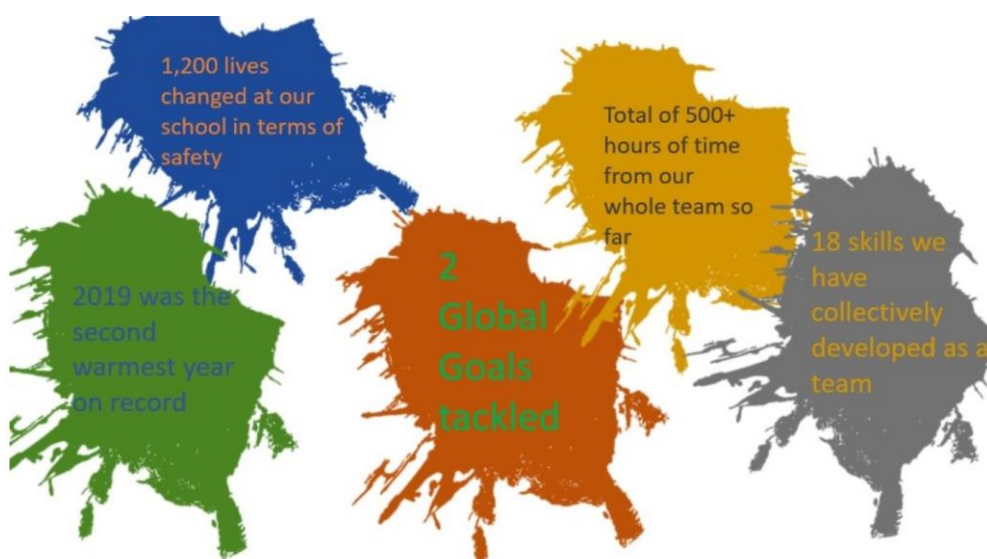 1,200 lives
changed at our
school in terms of
safety
Total of 500+
hours of time
from our
whole team so
far
2019 was the
second
warmest year
on record
2
Global
Goals
tackled
18 skills we
have
collectively
developed as a
team